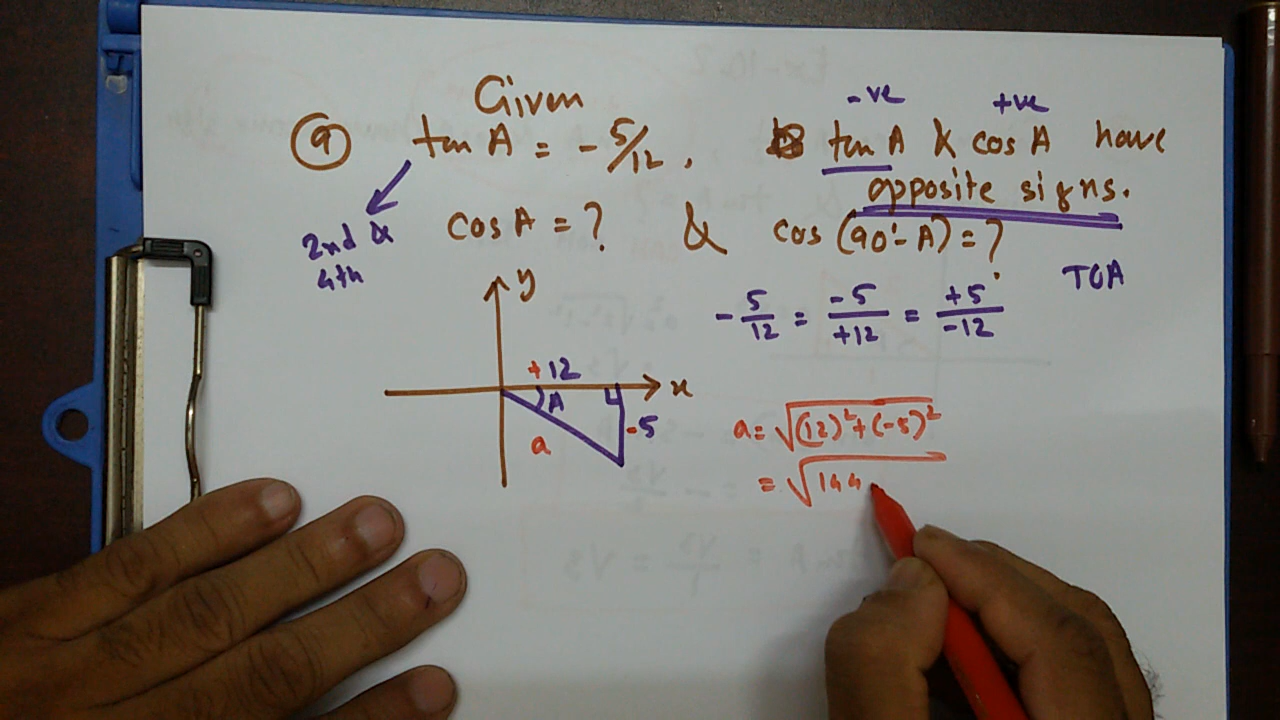 Given
-ve +ve
9 tan A = - 5/12 . tan A & cos A have
opposite signs.
2nd &
4th
cos A = ? & cos (90° - A) = ?
y
- 5/12 = -5/+12 = +5/-12
TOA
+12
x
A
-5
a
a = √(12)² + (-5)²
= √144